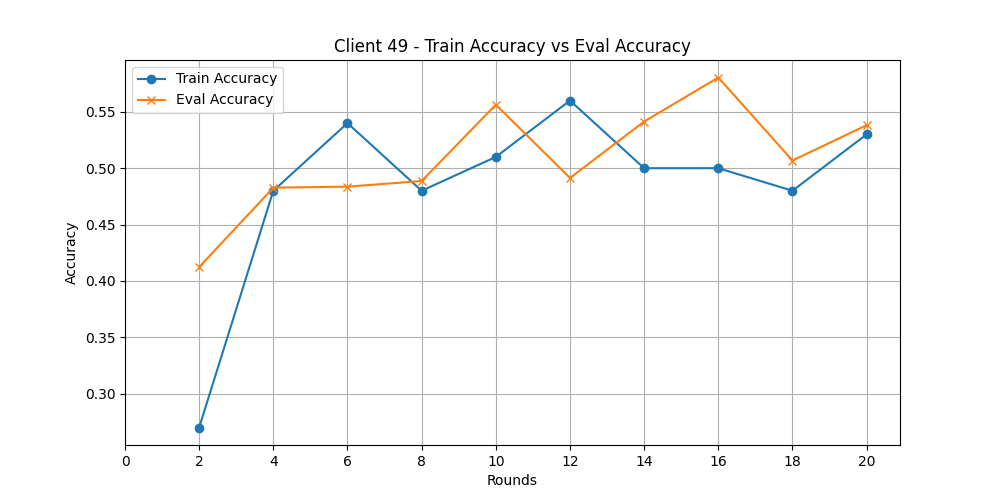 Client 49 - Train Accuracy vs Eval Accuracy
Train Accuracy
Eval Accuracy
0.55
0.50
0.45
0.40
0.35
0.30
Accuracy
0 2 4 6 8 10 12 14 16 18 20
Rounds